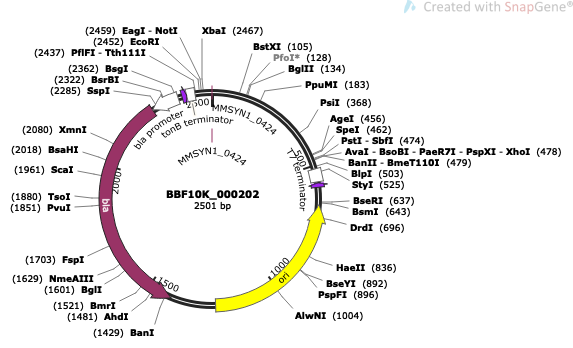 Created with SnapGene®
(2459) EagI - NotI
XbaI (2467)
(2452) EcoRI
(2437) PflFI - Tth111I
(2362) BsgI
(2322) BsrBI
(2285) SspI
BstXI (105)
PfoI* (128)
BglII (134)
PpuMI (183)
PsiI (368)
AgeI (456)
SpeI (462)
PstI - SbfI (474)
AvaI - BsoBI - PaeR7I - PspXI - XhoI (478)
BanII - BmeT110I (479)
BlpI (503)
StyI (525)
BseRI (637)
BsmI (643)
DrdI (696)
HaeII (836)
BseYI (892)
PspFI (896)
AlwNI (1004)
(2080) XmnI
(2018) BsaHI
(1961) ScaI
(1880) TsoI
(1851) PvuI
(1703) FspI
(1629) NmeAIII
(1601) BglI
(1521) BmrI
(1481) AhdI
(1429) BanI
2500
MMSYN1_0424
bla promoter
tonB terminator
MMSYN1_0424
500
T7 terminator
2000
bla
BBF10K_000202
2501 bp
1500
1000
ori